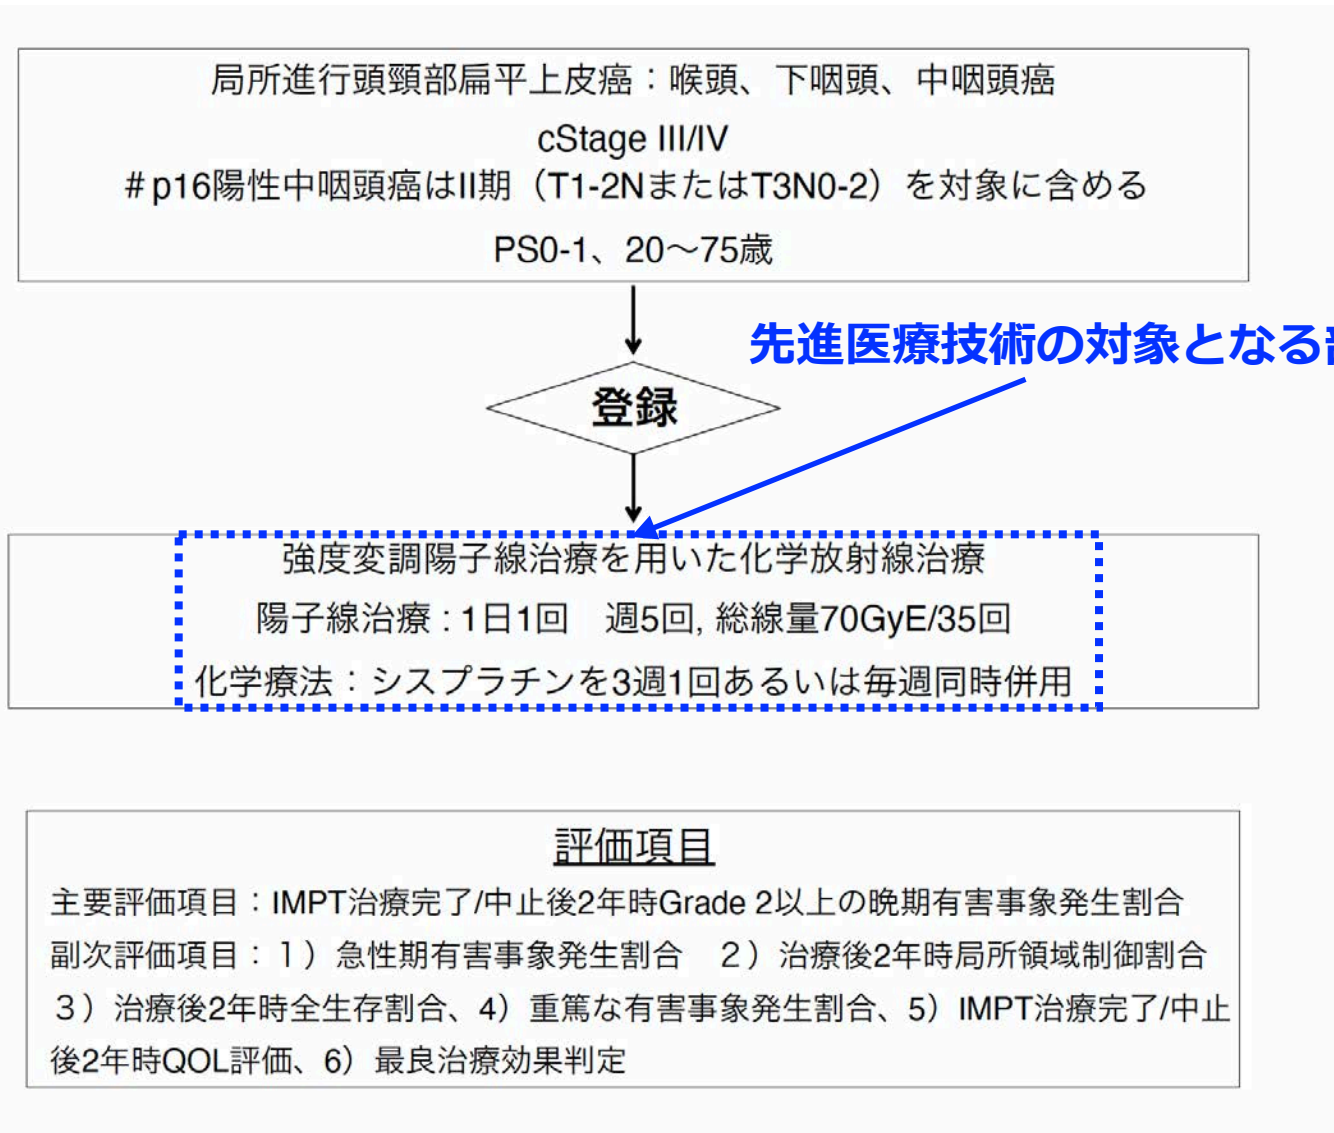 局所進行頭頸部扁平上皮癌：喉頭、下咽頭、中咽頭癌
cStage III/IV
＃p16陽性中咽頭癌はII期（T1-2NまたはT3N0-2）を対象に含める
PS0-1、20～75歳
先進医療技術の対象となる
登録
強度変調陽子線治療を用いた化学放射線治療
陽子線治療：1日1回　週5回, 総線量70GyE/35回
化学療法：シスプラチンを3週1回あるいは毎週同時併用
評価項目
主要評価項目：IMPT治療完了/中止後2年時Grade 2以上の晩期有害事象発生割合
副次評価項目：１）急性期有害事象発生割合　２）治療後2年時局所領域制御割合
３）治療後2年時全生存割合、4）重篤な有害事象発生割合、5）IMPT治療完了/中止
後2年時QOL評価、6）最良治療効果判定